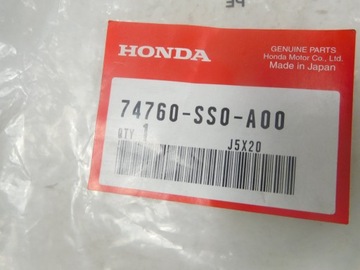 HONDA
GENUINE PARTS
Honda Motor Co., Ltd.
Made in Japan
74760-SS0-A00
QTY 1
J5X20